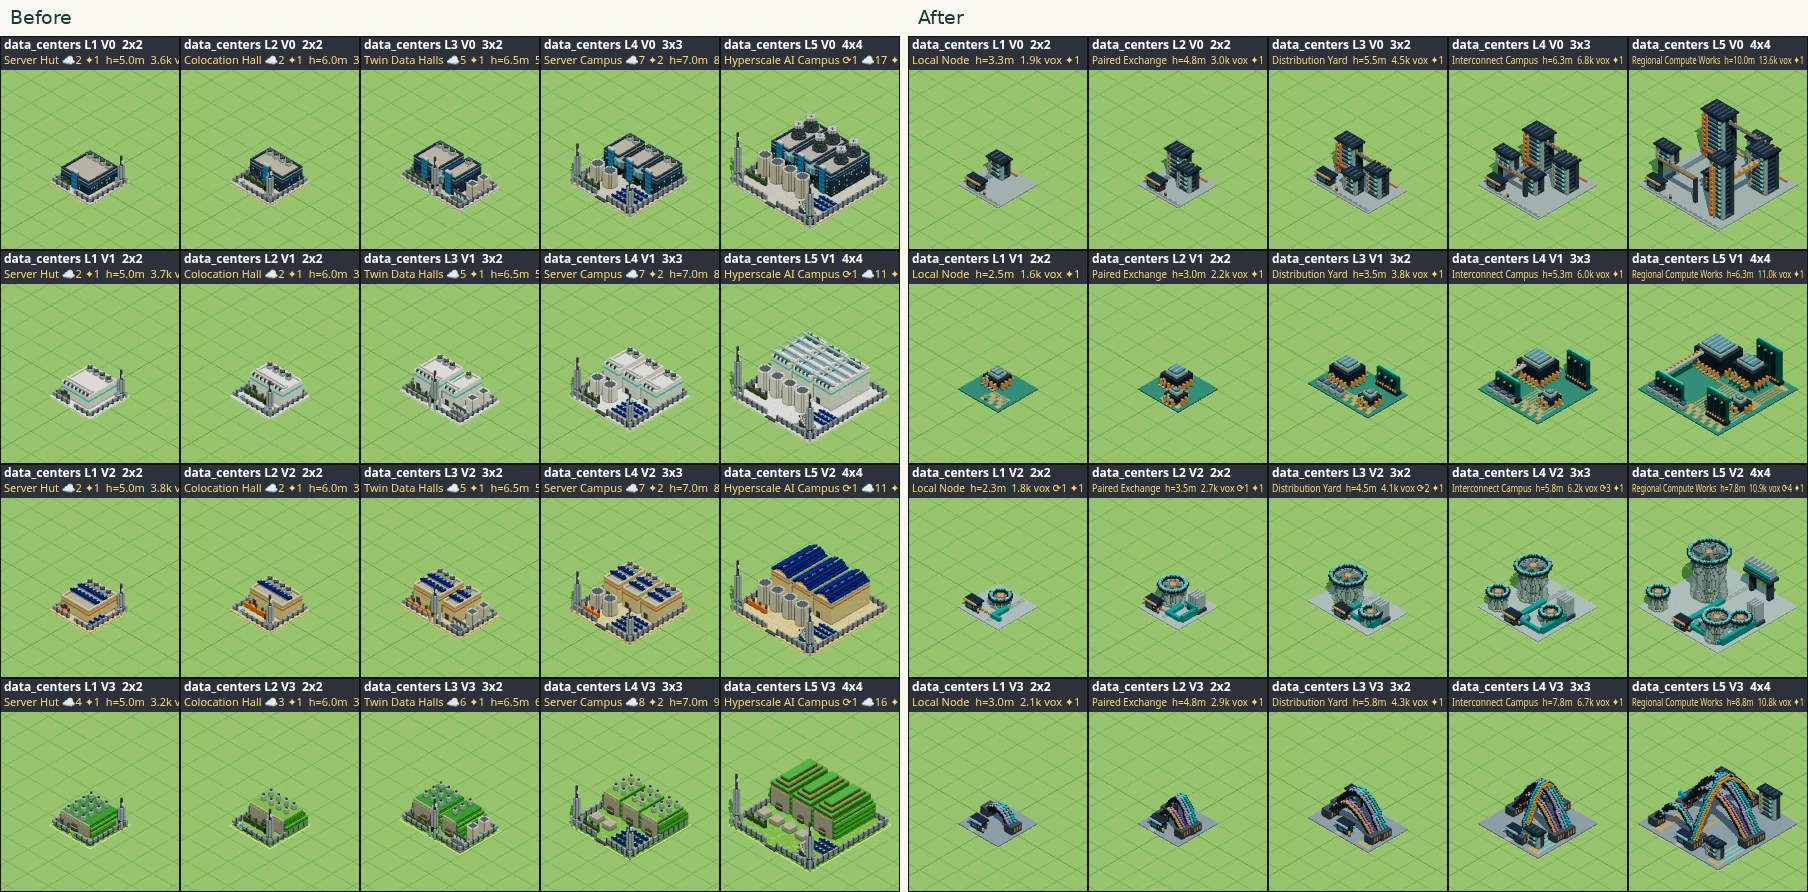 Before
After
data_centers L1 V0 2x2
data_centers L2 V0 2x2
data_centers L3 V0 3x2
data_centers L4 V0 3x3
data_centers L5 V0 4x4
data_centers L1 V0 2x2
data_centers L2 V0 2x2
data_centers L3 V0 3x2
data_centers L4 V0 3x3
data_centers L5 V0 4x4
Server Hut ☁️2 ✦1 h=5.0m 3.6k v
Colocation Hall ☁️2 ✦1 h=6.0m 3
Twin Data Halls ☁️5 ✦1 h=6.5m 5
Server Campus ☁️7 ✦2 h=7.0m 8
Hyperscale AI Campus ⟳1 ☁️17 ✦
Local Node h=3.3m 1.9k vox ✦1
Paired Exchange h=4.8m 3.0k vox ✦1
Distribution Yard h=5.5m 4.5k vox ✦1
Interconnect Campus h=6.3m 6.8k vox ✦1
Regional Compute Works h=10.0m 13.6k vox ✦1
data_centers L1 V1 2x2
data_centers L2 V1 2x2
data_centers L3 V1 3x2
data_centers L4 V1 3x3
data_centers L5 V1 4x4
data_centers L1 V1 2x2
data_centers L2 V1 2x2
data_centers L3 V1 3x2
data_centers L4 V1 3x3
data_centers L5 V1 4x4
Server Hut ☁️2 ✦1 h=5.0m 3.7k v
Colocation Hall ☁️2 ✦1 h=6.0m 3
Twin Data Halls ☁️5 ✦1 h=6.5m 5
Server Campus ☁️7 ✦2 h=7.0m 8
Hyperscale AI Campus ⟳1 ☁️11 ✦
Local Node h=2.5m 1.6k vox ✦1
Paired Exchange h=3.0m 2.2k vox ✦1
Distribution Yard h=3.5m 3.8k vox ✦1
Interconnect Campus h=5.3m 6.0k vox ✦1
Regional Compute Works h=6.3m 11.0k vox ✦1
data_centers L1 V2 2x2
data_centers L2 V2 2x2
data_centers L3 V2 3x2
data_centers L4 V2 3x3
data_centers L5 V2 4x4
data_centers L1 V2 2x2
data_centers L2 V2 2x2
data_centers L3 V2 3x2
data_centers L4 V2 3x3
data_centers L5 V2 4x4
Server Hut ☁️2 ✦1 h=5.0m 3.8k v
Colocation Hall ☁️2 ✦1 h=6.0m 3
Twin Data Halls ☁️5 ✦1 h=6.5m 5
Server Campus ☁️7 ✦2 h=7.0m 8
Hyperscale AI Campus ⟳1 ☁️11 ✦
Local Node h=2.3m 1.8k vox ⟳1 ✦1
Paired Exchange h=3.5m 2.7k vox ⟳1 ✦1
Distribution Yard h=4.5m 4.1k vox ⟳2 ✦1
Interconnect Campus h=5.8m 6.2k vox ⟳3 ✦1
Regional Compute Works h=7.8m 10.9k vox ⟳4 ✦1
data_centers L1 V3 2x2
data_centers L2 V3 2x2
data_centers L3 V3 3x2
data_centers L4 V3 3x3
data_centers L5 V3 4x4
data_centers L1 V3 2x2
data_centers L2 V3 2x2
data_centers L3 V3 3x2
data_centers L4 V3 3x3
data_centers L5 V3 4x4
Server Hut ☁️4 ✦1 h=5.0m 3.2k v
Colocation Hall ☁️3 ✦1 h=6.0m 3
Twin Data Halls ☁️6 ✦1 h=6.5m 6
Server Campus ☁️8 ✦2 h=7.0m 9
Hyperscale AI Campus ⟳1 ☁️16 ✦
Local Node h=3.0m 2.1k vox ✦1
Paired Exchange h=4.8m 2.9k vox ✦1
Distribution Yard h=5.8m 4.3k vox ✦1
Interconnect Campus h=7.8m 6.7k vox ✦1
Regional Compute Works h=8.8m 10.8k vox ✦1